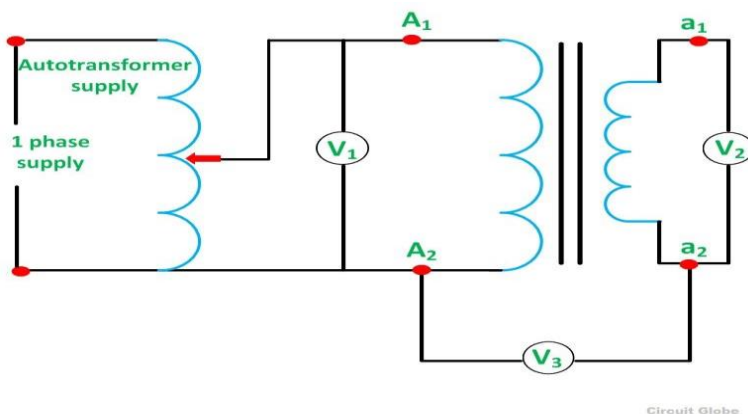 A₁
a₁
Autotransformer
supply
1 phase
supply
V₁
V₂
A₂
a₂
V₃
Circuit Globe